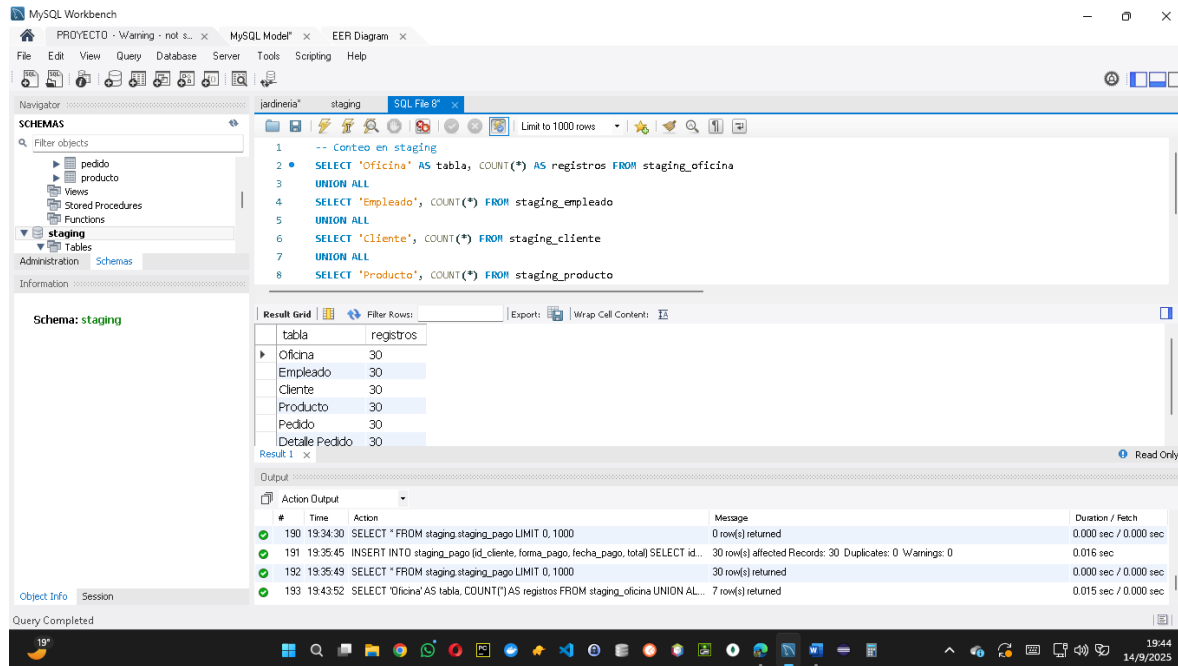 MySQL Workbench
PROYECTO - Warning - not s... × MySQL Model* × EER Diagram ×
File Edit View Query Database Server Tools Scripting Help
Navigator
jardineria* staging SQL File 8* ×
SCHEMAS
Filter objects
pedido
producto
Views
Stored Procedures
Functions
staging
Tables
Administration Schemas
Information
Schema: staging
Object Info Session
Limit to 1000 rows
1 -- Conteo en staging
2 SELECT 'Oficina' AS tabla, COUNT(*) AS registros FROM staging_oficina
3 UNION ALL
4 SELECT 'Empleado', COUNT(*) FROM staging_empleado
5 UNION ALL
6 SELECT 'Cliente', COUNT(*) FROM staging_cliente
7 UNION ALL
8 SELECT 'Producto', COUNT(*) FROM staging_producto
Result Grid Filter Rows: Export: Wrap Cell Content: IA
tabla registros
Oficina 30
Empleado 30
Cliente 30
Producto 30
Pedido 30
Detalle Pedido 30
Result 1 × Read Only
Output
Action Output
# Time Action Message Duration / Fetch
190 19:34:30 SELECT * FROM staging.staging_pago LIMIT 0, 1000 0 row(s) returned 0.000 sec / 0.000 sec
191 19:35:45 INSERT INTO staging_pago (id_cliente, forma_pago, fecha_pago, total) SELECT id... 30 row(s) affected Records: 30 Duplicates: 0 Warnings: 0 0.016 sec
192 19:35:49 SELECT * FROM staging.staging_pago LIMIT 0, 1000 30 row(s) returned 0.000 sec / 0.000 sec
193 19:43:52 SELECT 'Oficina' AS tabla, COUNT(*) AS registros FROM staging_oficina UNION AL... 7 row(s) returned 0.015 sec / 0.000 sec
Query Completed
19°
19:44
14/9/2025